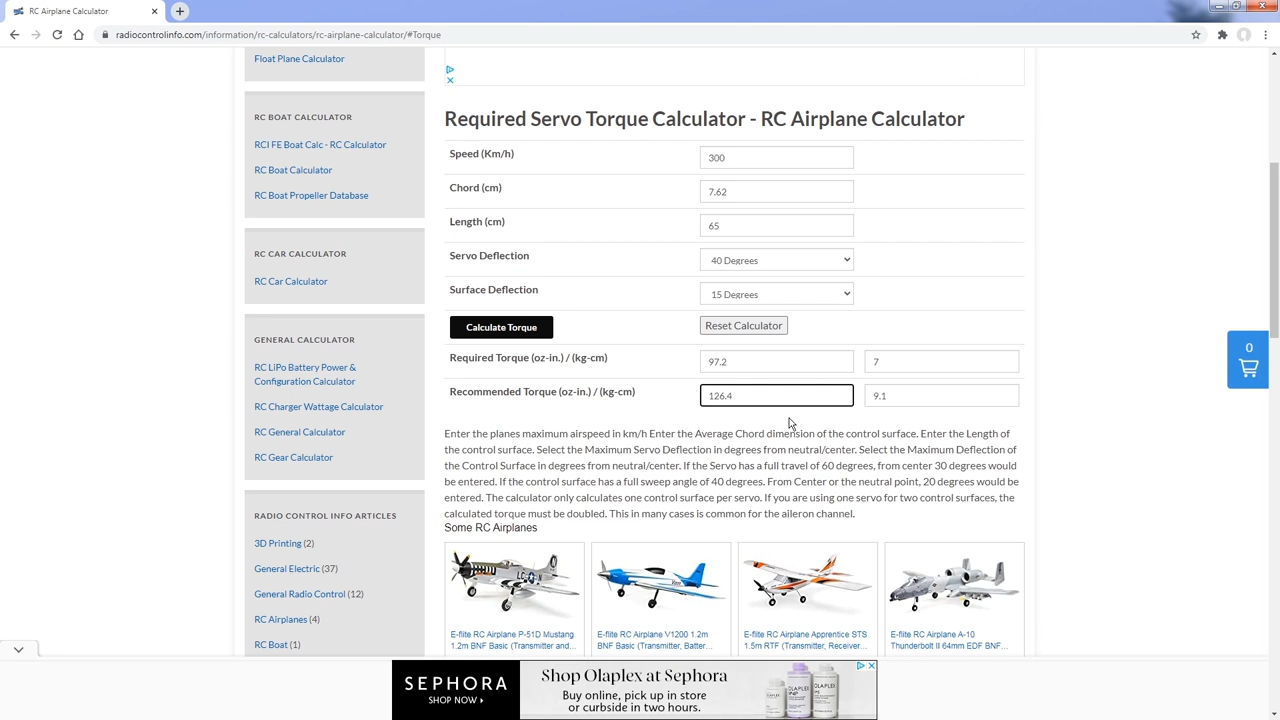 RC Airplane Calculator
radiocontrolinfo.com/information/rc-calculators/rc-airplane-calculator/#Torque
Float Plane Calculator
RC BOAT CALCULATOR
RCI FE Boat Calc - RC Calculator
RC Boat Calculator
RC Boat Propeller Database
RC CAR CALCULATOR
RC Car Calculator
GENERAL CALCULATOR
RC LiPo Battery Power &
Configuration Calculator
RC Charger Wattage Calculator
RC General Calculator
RC Gear Calculator
RADIO CONTROL INFO ARTICLES
3D Printing (2)
General Electric (37)
General Radio Control (12)
RC Airplanes (4)
RC Boat (1)
Required Servo Torque Calculator - RC Airplane Calculator
Speed (Km/h) 300
Chord (cm) 7.62
Length (cm) 65
Servo Deflection 40 Degrees
Surface Deflection 15 Degrees
Calculate Torque Reset Calculator
Required Torque (oz-in.) / (kg-cm) 97.2 7
Recommended Torque (oz-in.) / (kg-cm) 126.4 9.1
Enter the planes maximum airspeed in km/h Enter the Average Chord dimension of the control surface. Enter the Length of
the control surface. Select the Maximum Servo Deflection in degrees from neutral/center. Select the Maximum Deflection of
the Control Surface in degrees from neutral/center. If the Servo has a full travel of 60 degrees, from center 30 degrees would
be entered. If the control surface has a full sweep angle of 40 degrees. From Center or the neutral point, 20 degrees would be
entered. The calculator only calculates one control surface per servo. If you are using one servo for two control surfaces, the
calculated torque must be doubled. This in many cases is common for the aileron channel.
Some RC Airplanes
E-flite RC Airplane P-51D Mustang
1.2m BNF Basic (Transmitter and...
E-flite RC Airplane V1200 1.2m
BNF Basic (Transmitter, Batter...
E-flite RC Airplane Apprentice STS
1.5m RTF (Transmitter, Receiver...
E-flite RC Airplane A-10
Thunderbolt II 64mm EDF BNF...
0
SEPHORA
SHOP NOW
Shop Olaplex at Sephora
Buy online, pick up in store
or curbside in two hours.